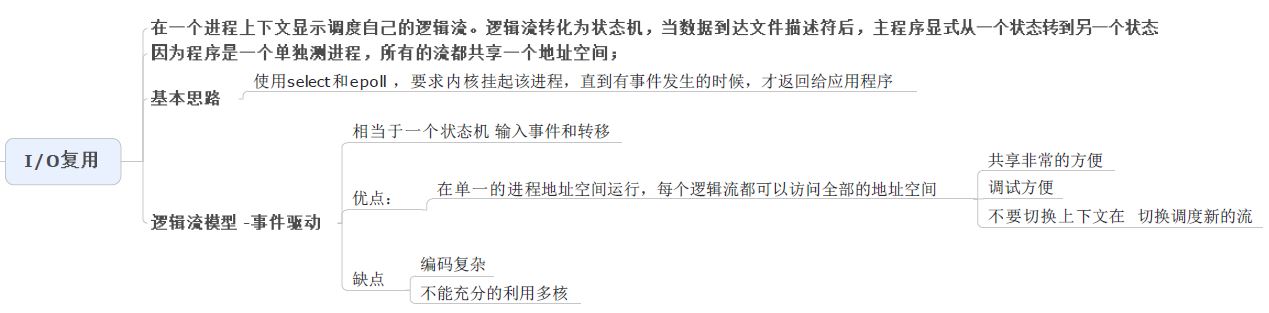 I/O复用
在一个进程上下文显示调度自己的逻辑流。逻辑流转化为状态机，当数据到达文件描述符后，主程序显式从一个状态转到另一个状态
因为程序是一个单独测进程，所有的流都共享一个地址空间；
基本思路
使用select和epoll ，要求内核挂起该进程，直到有事件发生的时候，才返回给应用程序
逻辑流模型 -事件驱动
相当于一个状态机 输入事件和转移
优点：
在单一的进程地址空间运行，每个逻辑流都可以访问全部的地址空间
共享非常的方便
调试方便
不要切换上下文在  切换调度新的流
缺点
编码复杂
不能充分的利用多核